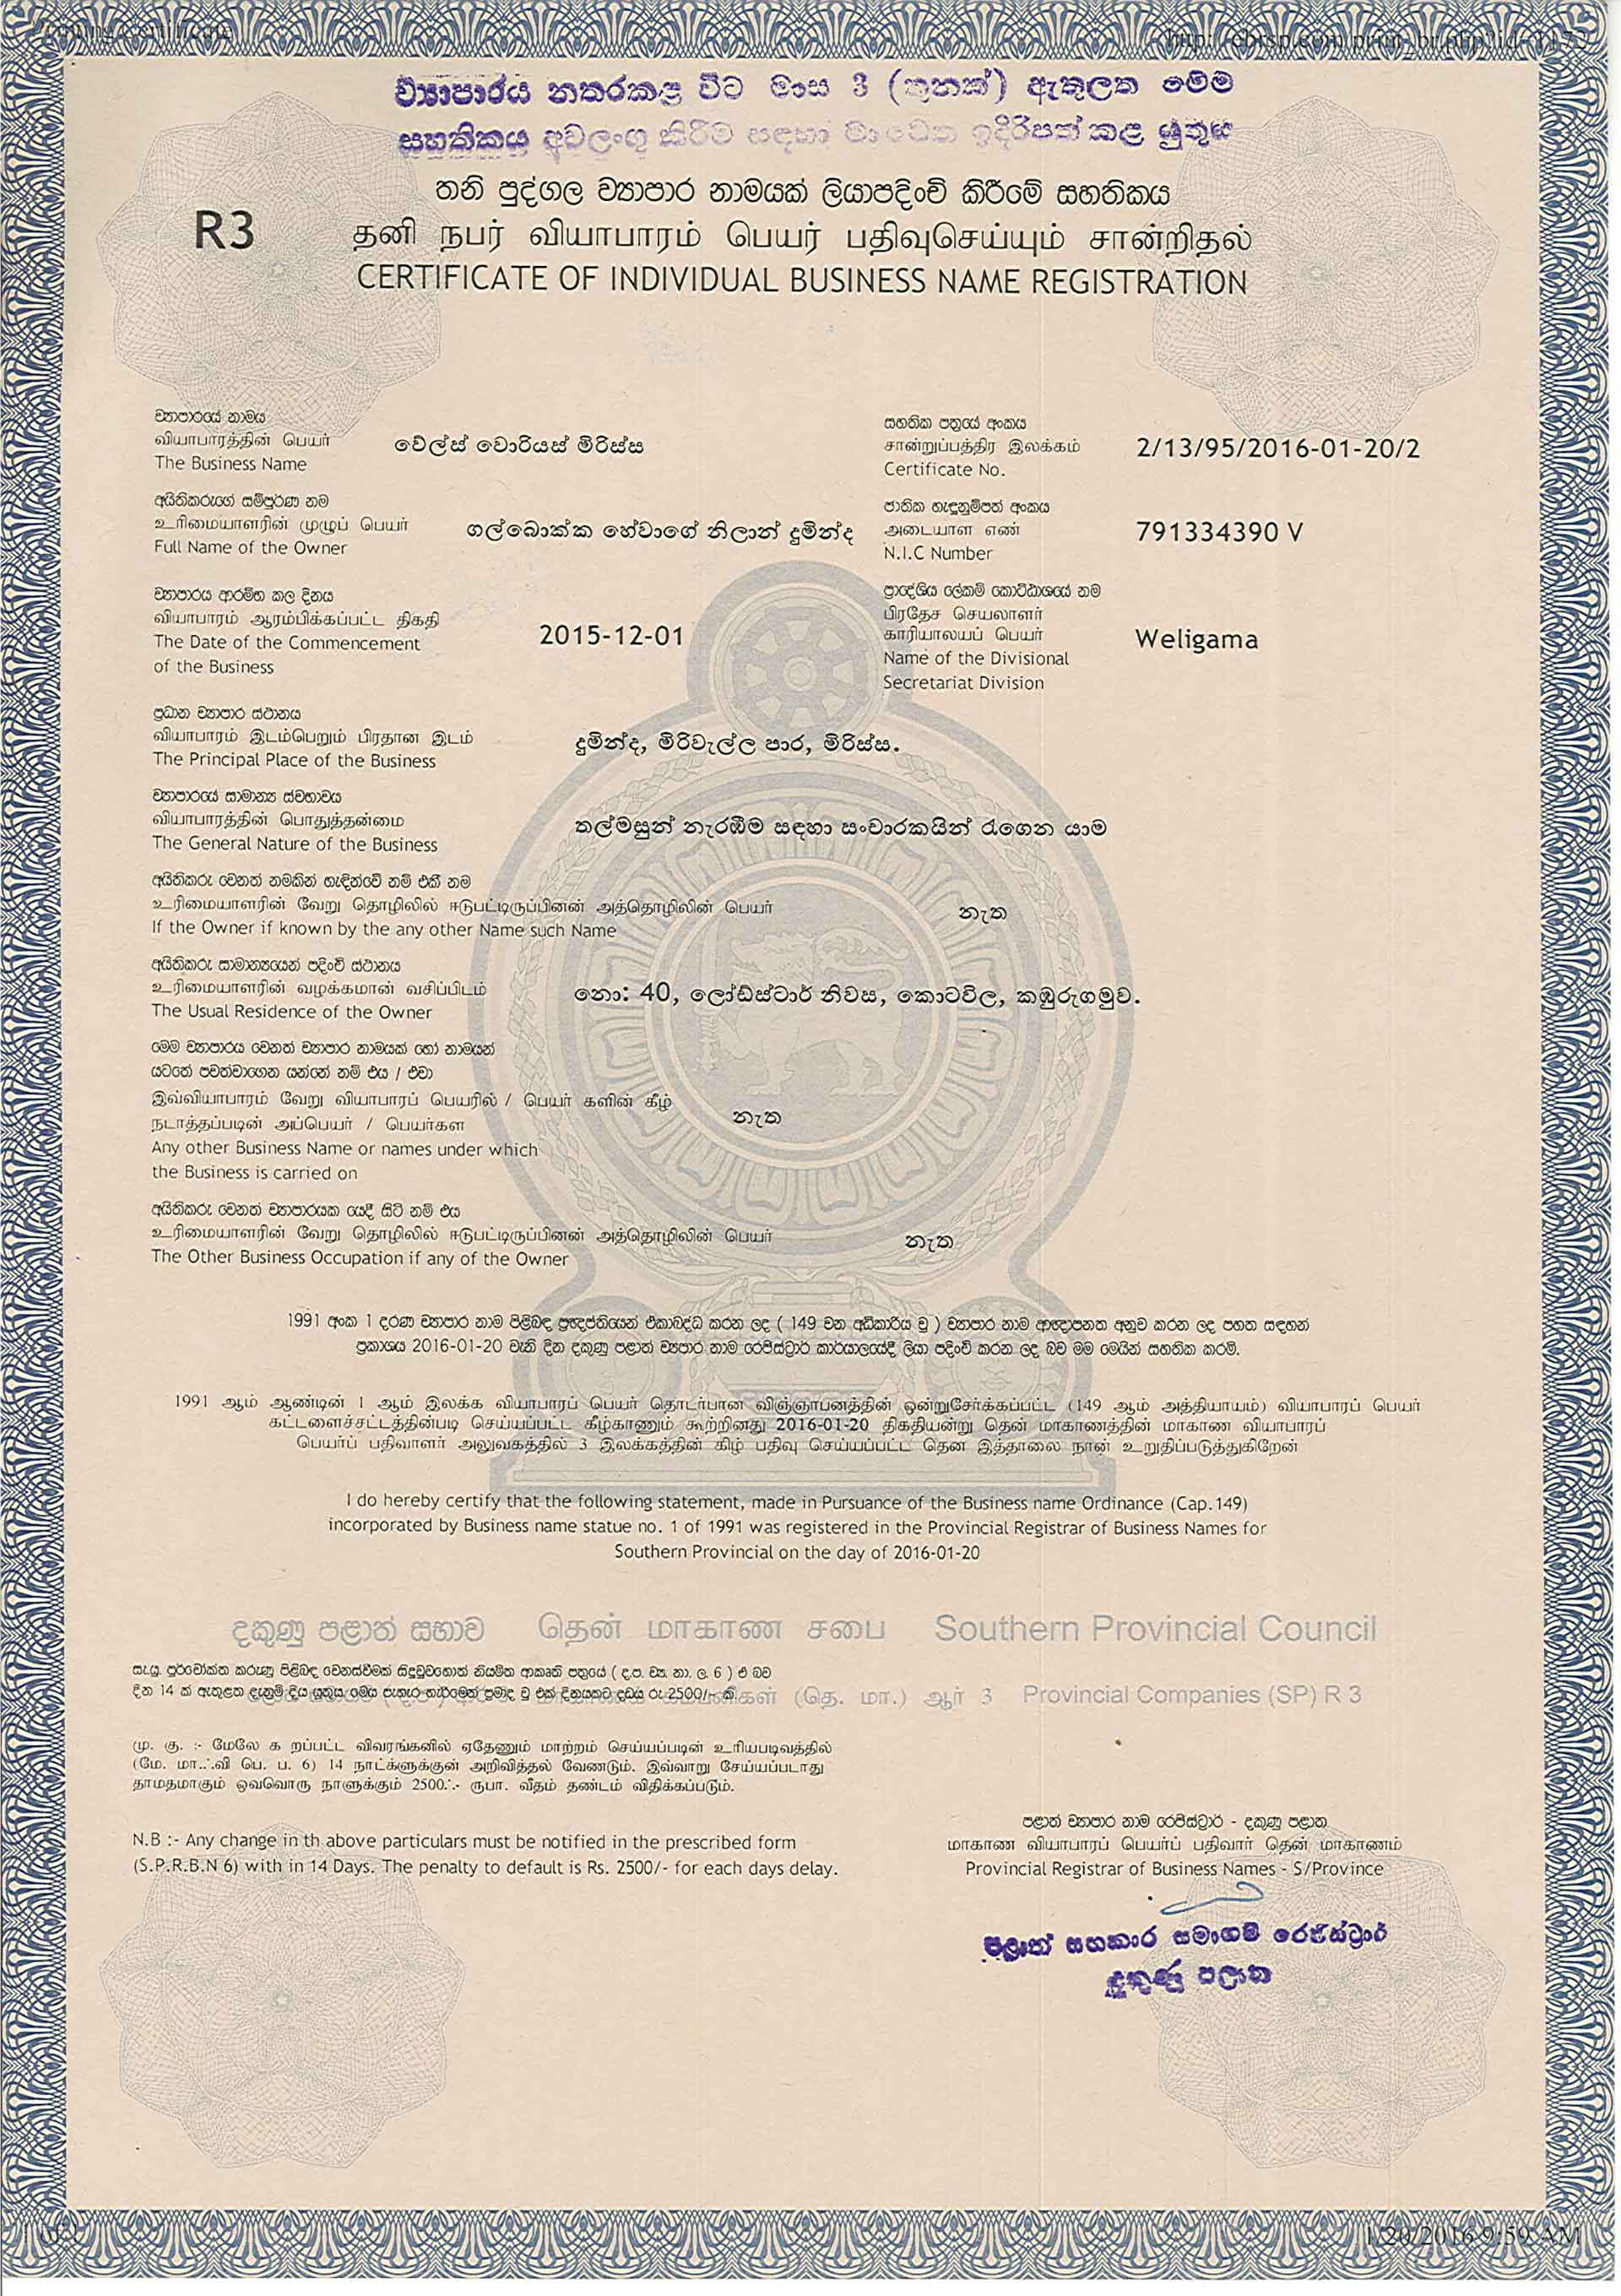 Printing Certificate
http://ebrsp.com/print_br.php?id=1173
ව්‍යාපාරය නතරකළ විට මාස 3 (තුනක්) ඇතුලත මෙම
සහතිකය අවලංගු කිරීම සඳහා මා වෙත ඉදිරිපත් කළ යුතුය
R3
තනි පුද්ගල ව්‍යාපාර නාමයක් ලියාපදිංචි කිරීමේ සහතිකය
தனி நபர் வியாபாரம் பெயர் பதிவுசெய்யும் சான்றிதல்
CERTIFICATE OF INDIVIDUAL BUSINESS NAME REGISTRATION
ව්‍යාපාරයේ නාමය
வியாபாரத்தின் பெயர்
The Business Name
වේල්ස් වොරියස් මිරිස්ස
සහතික පත්‍රයේ අංකය
சான்றுப்பத்திர இலக்கம்
Certificate No.
2/13/95/2016-01-20/2
අයිතිකරුගේ සම්පූර්ණ නම
உரிமையாளரின் முழுப் பெயர்
Full Name of the Owner
ගල්බොක්ක හේවාගේ නිලාන් දුමින්ද
ජාතික හැඳුනුම්පත් අංකය
அடையாள எண்
N.I.C Number
791334390 V
ව්‍යාපාරය ආරම්භ කල දිනය
வியாபாரம் ஆரம்பிக்கப்பட்ட திகதி
The Date of the Commencement
of the Business
2015-12-01
ප්‍රාදේශිය ලේකම් කොට්ඨාශයේ නම
பிரதேச செயலாளர்
காரியாலயப் பெயர்
Name of the Divisional
Secretariat Division
Weligama
ප්‍රධාන ව්‍යාපාර ස්ථානය
வியாபாரம் இடம்பெறும் பிரதான இடம்
The Principal Place of the Business
දුමින්ද, මිරිවැල්ල පාර, මිරිස්ස.
ව්‍යාපාරයේ සාමාන්‍ය ස්වභාවය
வியாபாரத்தின் பொதுத்தன்மை
The General Nature of the Business
තල්මසුන් නැරඹීම සඳහා සංචාරකයින් රැගෙන යාම
අයිතිකරු වෙනත් නමකින් හැඳින්වේ නම් එකී නම
உரிமையாளரின் வேறு தொழிலில் ஈடுபட்டிருப்பினன் அத்தொழிலின் பெயர்
If the Owner if known by the any other Name such Name
නැත
අයිතිකරු සාමාන්‍යයෙන් පදිංචි ස්ථානය
உரிமையாளரின் வழக்கமான் வசிப்பிடம்
The Usual Residence of the Owner
නො: 40, ලෝඩ්ස්ටාර් නිවස, කොටවිල, කඹුරුගමුව.
මෙම ව්‍යාපාරය වෙනත් ව්‍යාපාර නාමයක් හෝ නාමයන්
යටතේ පවත්වාගෙන යන්නේ නම් එය / එවා
இவ்வியாபாரம் வேறு வியாபாரப் பெயரில் / பெயர் களின் கீழ்
நடாத்தப்படின் அப்பெயர் / பெயர்கள
Any other Business Name or names under which
the Business is carried on
නැත
අයිතිකරු වෙනත් ව්‍යාපාරයක යෙදී සිටී නම් එය
உரிமையாளரின் வேறு தொழிலில் ஈடுபட்டிருப்பினன் அத்தொழிலின் பெயர்
The Other Business Occupation if any of the Owner
නැත
1991 අංක 1 දරණ ව්‍යාපාර නාම පිළිබඳ ප්‍රඥප්තියෙන් ඒකාබද්ධ කරන ලද ( 149 වන අධිකාරිය වූ ) ව්‍යාපාර නාම ආඥාපනත අනුව කරන ලද පහත සඳහන්
ප්‍රකාශය 2016-01-20 වැනි දින දකුණු පළාත් ව්‍යාපාර නාම රෙජිස්ට්‍රාර් කාර්යාලයේදී ලියා පදිංචි කරන ලද බව මම මෙයින් සහතික කරමි.
1991 ஆம் ஆண்டின் 1 ஆம் இலக்க வியாபாரப் பெயர் தொடர்பான விஞ்ஞாபனத்தின் ஒன்றுசேர்க்கப்பட்ட (149 ஆம் அத்தியாயம்) வியாபாரப் பெயர்
கட்டளைச்சட்டத்தின்படி செய்யப்பட்ட கீழ்காணும் கூற்றினது 2016-01-20 திகதியன்று தென் மாகாணத்தின் மாகாண வியாபாரப்
பெயர்ப் பதிவாளர் அலுவகத்தில் 3 இலக்கத்தின் கிழ் பதிவு செய்யப்பட்ட தென இத்தாலை நான் உறுதிப்படுத்துகிறேன்
I do hereby certify that the following statement, made in Pursuance of the Business name Ordinance (Cap.149)
incorporated by Business name statue no. 1 of 1991 was registered in the Provincial Registrar of Business Names for
Southern Provincial on the day of 2016-01-20
දකුණු පළාත් සභාව தென் மாகாண சபை Southern Provincial Council
සැ.යු. පූර්වෝක්ත කරුණු පිළිබඳ වෙනස්වීමක් සිදුවුවහොත් නියමිත ආකෘති පත්‍රයේ ( ද.ප. ව්‍ය. නා. ල. 6 ) ඒ බව
දින 14 ක් ඇතුළත දැනුම් දිය යුතුය. මෙය පැහැර හැරීමෙන් ප්‍රමාද වූ එක් දිනයකට දඩය රු. 2500/- කි.
(தெ. மா.) ஆர் 3 Provincial Companies (SP) R 3
மு. கு. :- மேலே க றப்பட்ட விவரங்களில் ஏதேனும் மாற்றம் செய்யப்படின் உரியபடிவத்தில்
(மே. மா..்.வி பெ. ப. 6) 14 நாட்க்ளுக்குள் அறிவித்தல் வேணடும். இவ்வாறு சேய்யப்படாது
தாமதமாகும் ஒவவொரு நாளுக்கும் 2500.்.- ருபா. வீதம் தண்டம் விதிக்கப்படும்.
N.B :- Any change in th above particulars must be notified in the prescribed form
(S.P.R.B.N 6) with in 14 Days. The penalty to default is Rs. 2500/- for each days delay.
පළාත් ව්‍යාපාර නාම රෙජිස්ට්‍රාර් - දකුණු පළාත
மாகாண வியாபாரப் பெயர்ப் பதிவார் தென் மாகாணம்
Provincial Registrar of Business Names - S/Province
පලාත් සහකාර සමාගම් රෙජිස්ට්‍රාර්
දකුණු පලාත
1/20/2016 9:59 AM